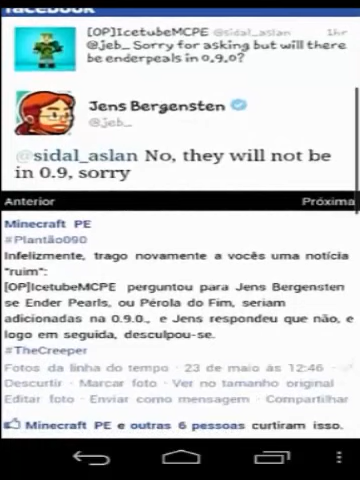 facebook
[OP]IcetubeMCPE @sidal_aslan 1hr
@jeb_ Sorry for asking but will there
be enderpeals in 0.9.0?
Jens Bergensten
@jeb_
@sidal_aslan No, they will not be
in 0.9, sorry
Anterior Próxima
Minecraft PE
#Plantão090
Infelizmente, trago novamente a vocês uma notícia
"ruim":
[OP]IcetubeMCPE perguntou para Jens Bergensten
se Ender Pearls, ou Pérola do Fim, seriam
adicionadas na 0.9.0., e Jens respondeu que não, e
logo em seguida, desculpou-se.
#TheCreeper
Fotos da linha do tempo · 23 de maio às 12:46 ·
Descurtir · Marcar foto · Ver no tamanho original ·
Editar foto · Enviar como mensagem · Compartilhar
Minecraft PE e outras 6 pessoas curtiram isso.